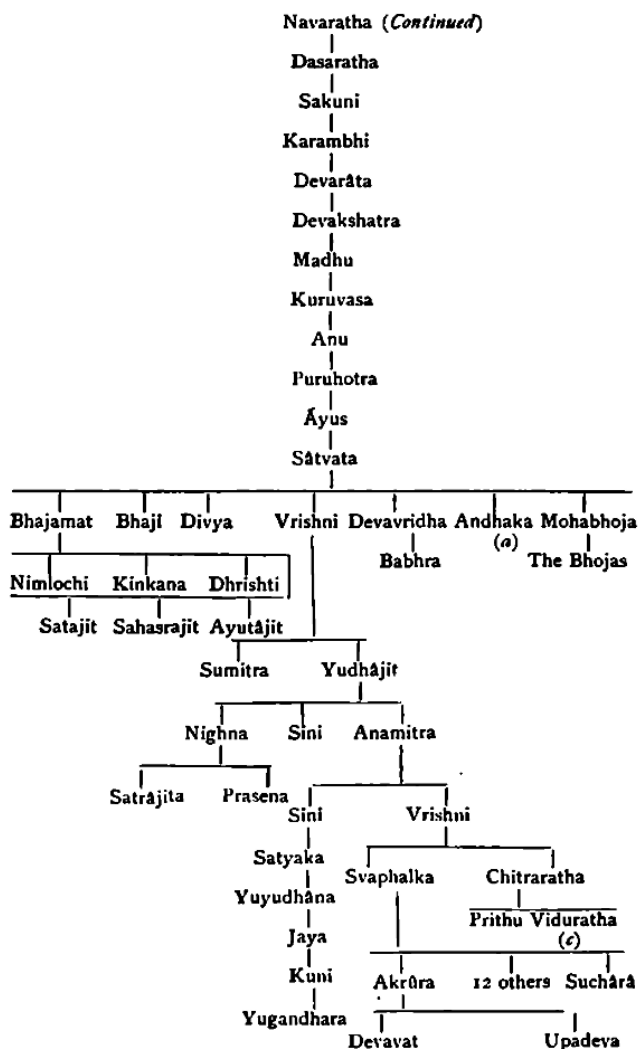 Navaratha (Continued)
Dasaratha
Sakuni
Karambhi
Devarâta
Devakshatra
Madhu
Kuruvasa
Anu
Puruhotra
Âyus
Sâtvata
Bhajamat Bhaji Divya Vrishni Devavridha Andhaka Mohabhoja
(a)
Babhra The Bhojas
Nimlochi Kinkana Dhrishti
Satajit Sahasrajit Ayutâjit
Sumitra Yudhâjit
Nighna Sini Anamitra
Satrâjita Prasena
Sini Vrishni
Satyaka Svaphalka Chitraratha
Yuyudhâna
Prithu Viduratha
Jaya (c)
Kuni Akrûra 12 others Suchârâ
Yugandhara
Devavat Upadeva